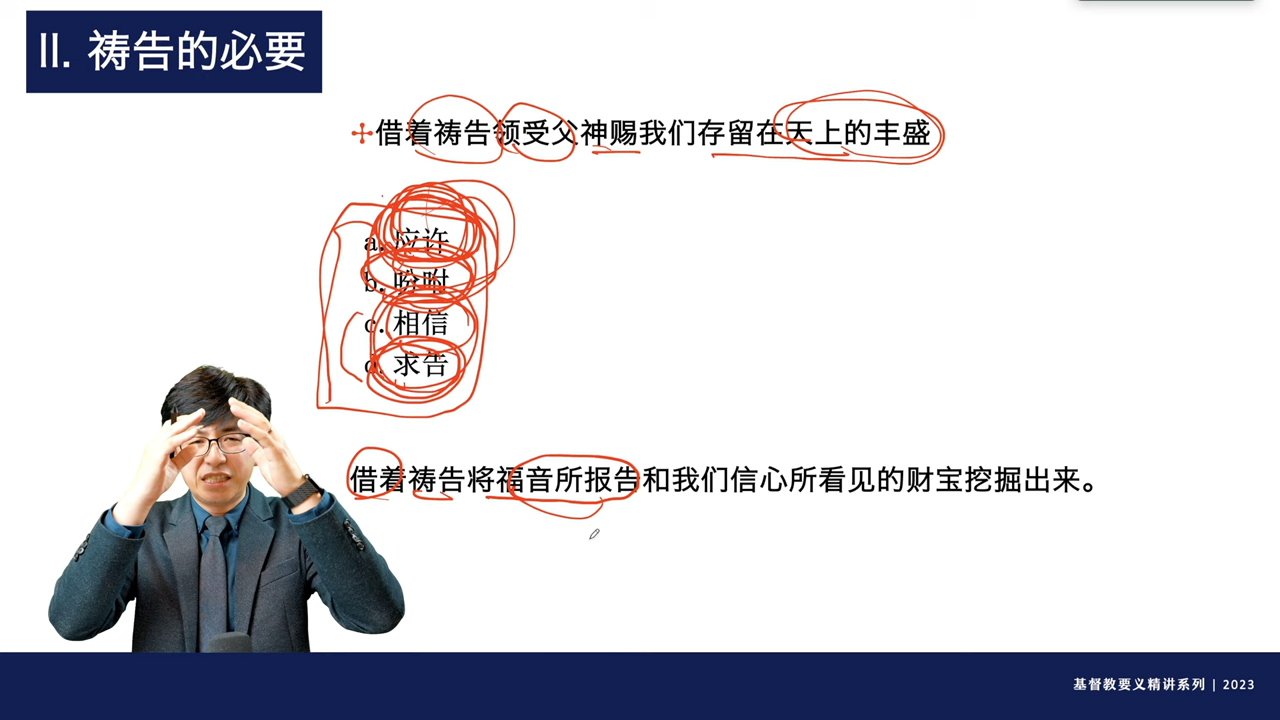 II. 祷告的必要
✢借着祷告领受父神赐我们存留在天上的丰盛
a. 应许
b. 吩咐
c. 相信
d. 求告
借着祷告将福音所报告和我们信心所看见的财宝挖掘出来。
基督教要义精讲系列 | 2023